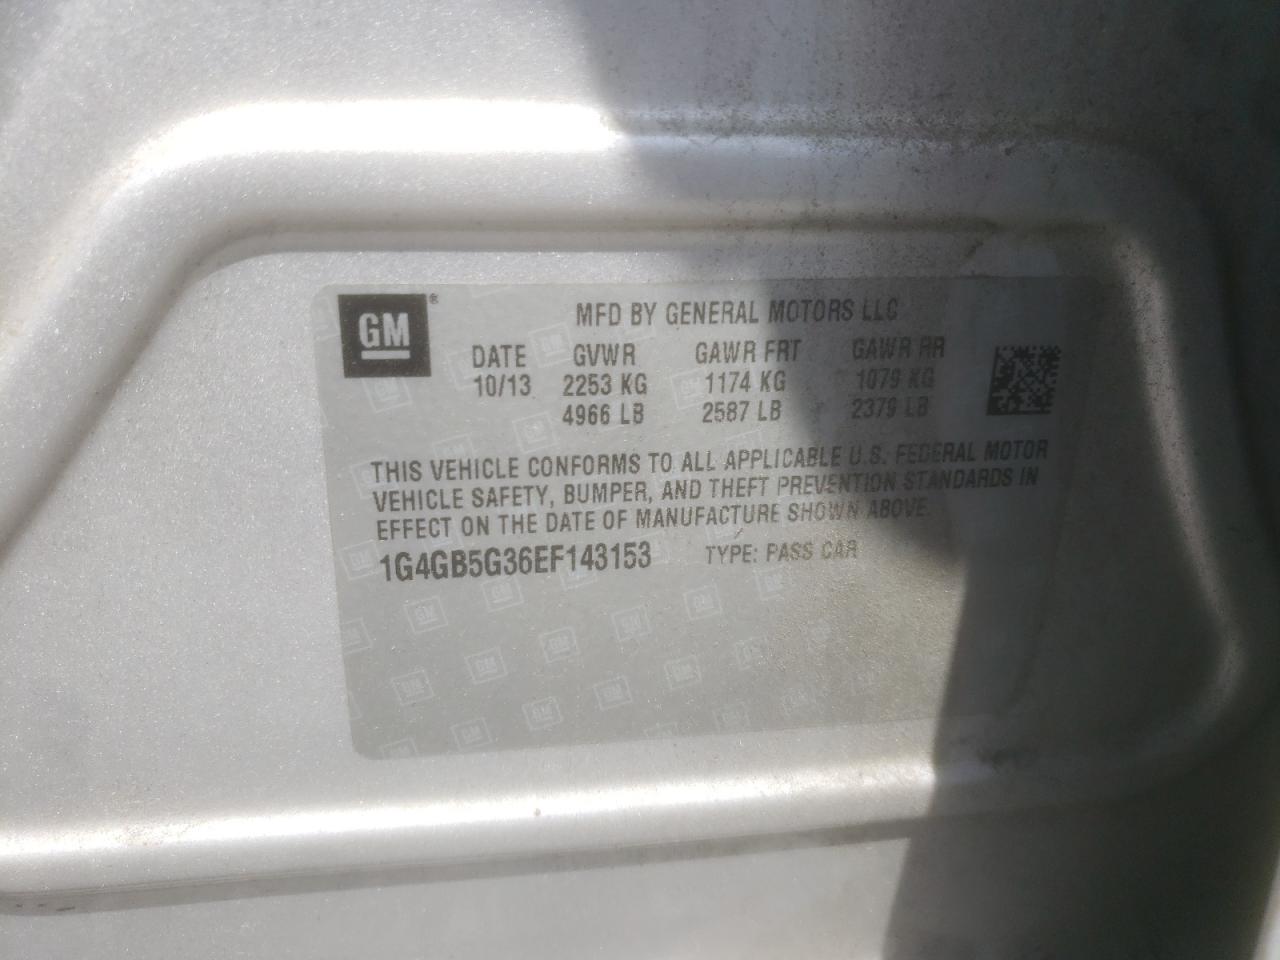 GM®
MFD BY GENERAL MOTORS LLC
DATE GVWR GAWR FRT GAWR RR
10/13 2253 KG 1174 KG 1079 KG
4966 LB 2587 LB 2379 LB
THIS VEHICLE CONFORMS TO ALL APPLICABLE U.S. FEDERAL MOTOR
VEHICLE SAFETY, BUMPER, AND THEFT PREVENTION STANDARDS IN
EFFECT ON THE DATE OF MANUFACTURE SHOWN ABOVE.
1G4GB5G36EF143153 TYPE: PASS CAR